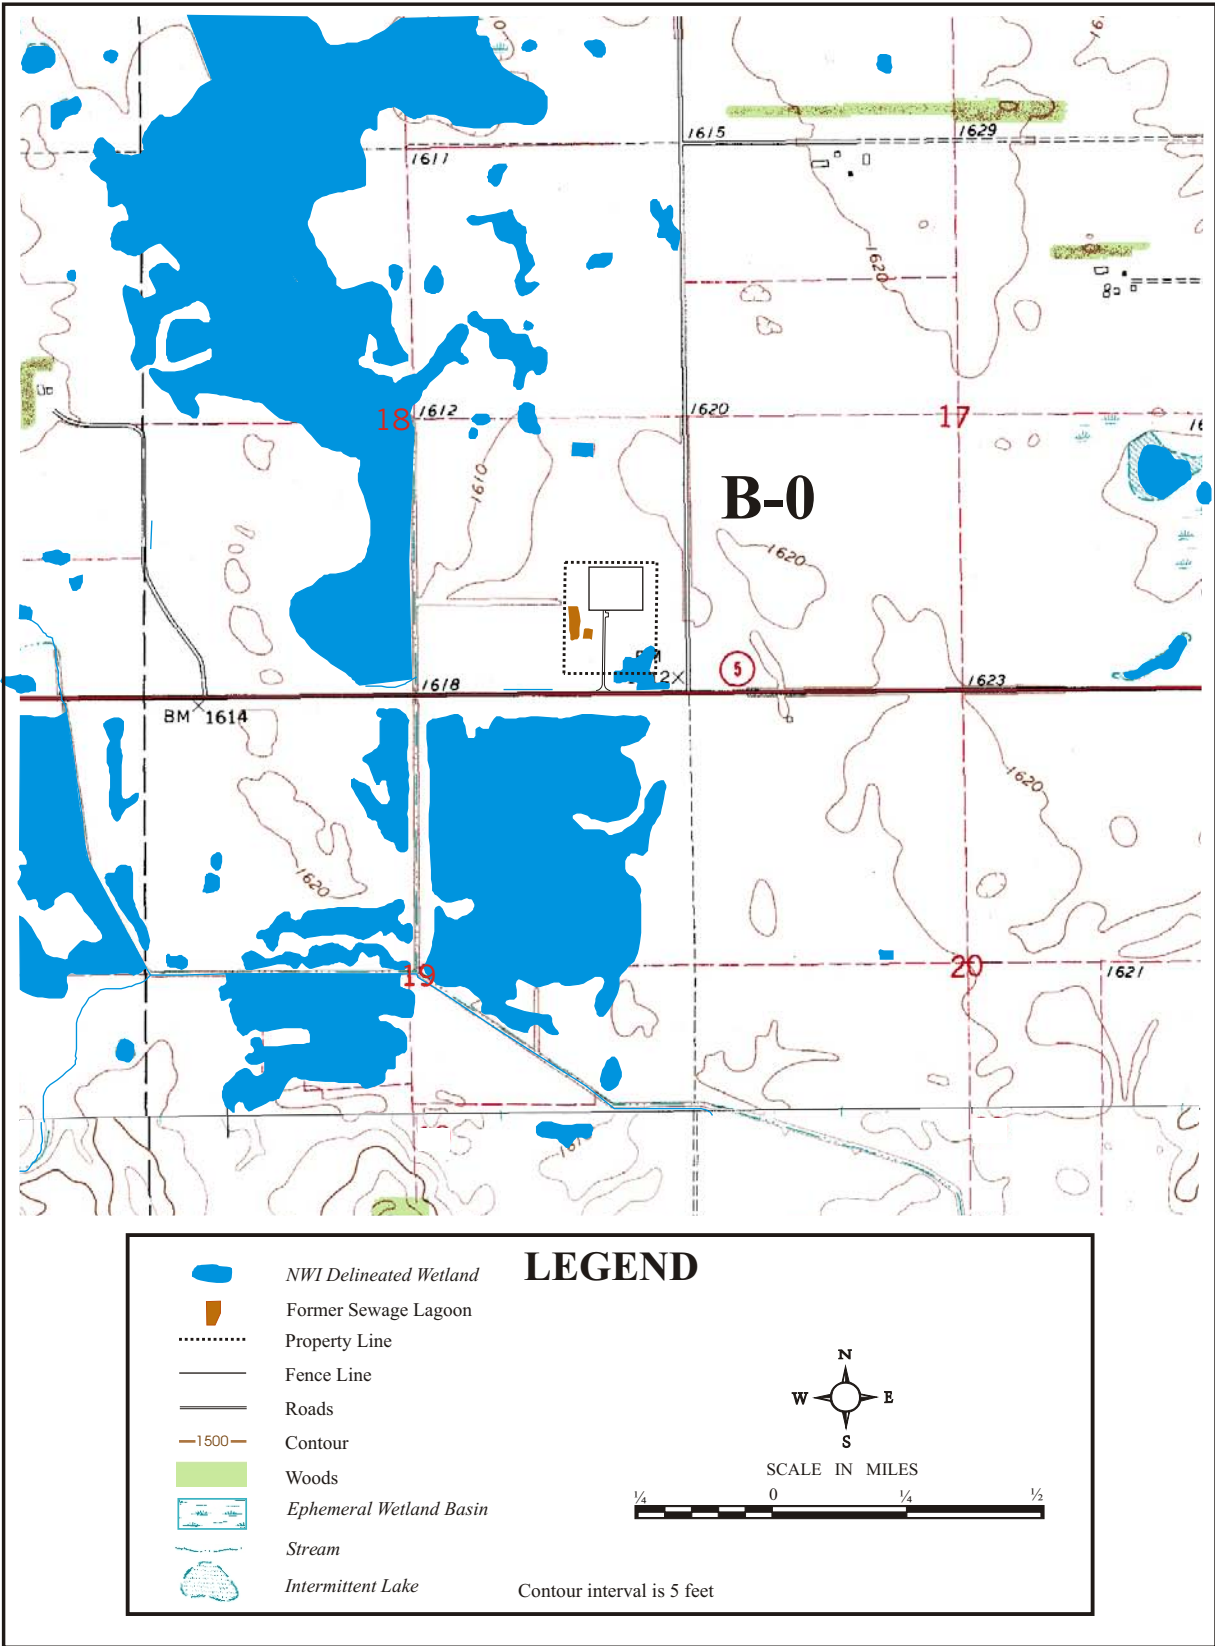 1615
1629
1611
1620
18
1612
1620
17
1610
B-0
1620
5
1618
1623
BM 1614
1620
1620
19
20
1621
LEGEND
NWI Delineated Wetland
Former Sewage Lagoon
Property Line
Fence Line
Roads
1500 Contour
Woods
Ephemeral Wetland Basin
Stream
Intermittent Lake
N
W E
S
SCALE IN MILES
¼ 0 ¼ ½
Contour interval is 5 feet